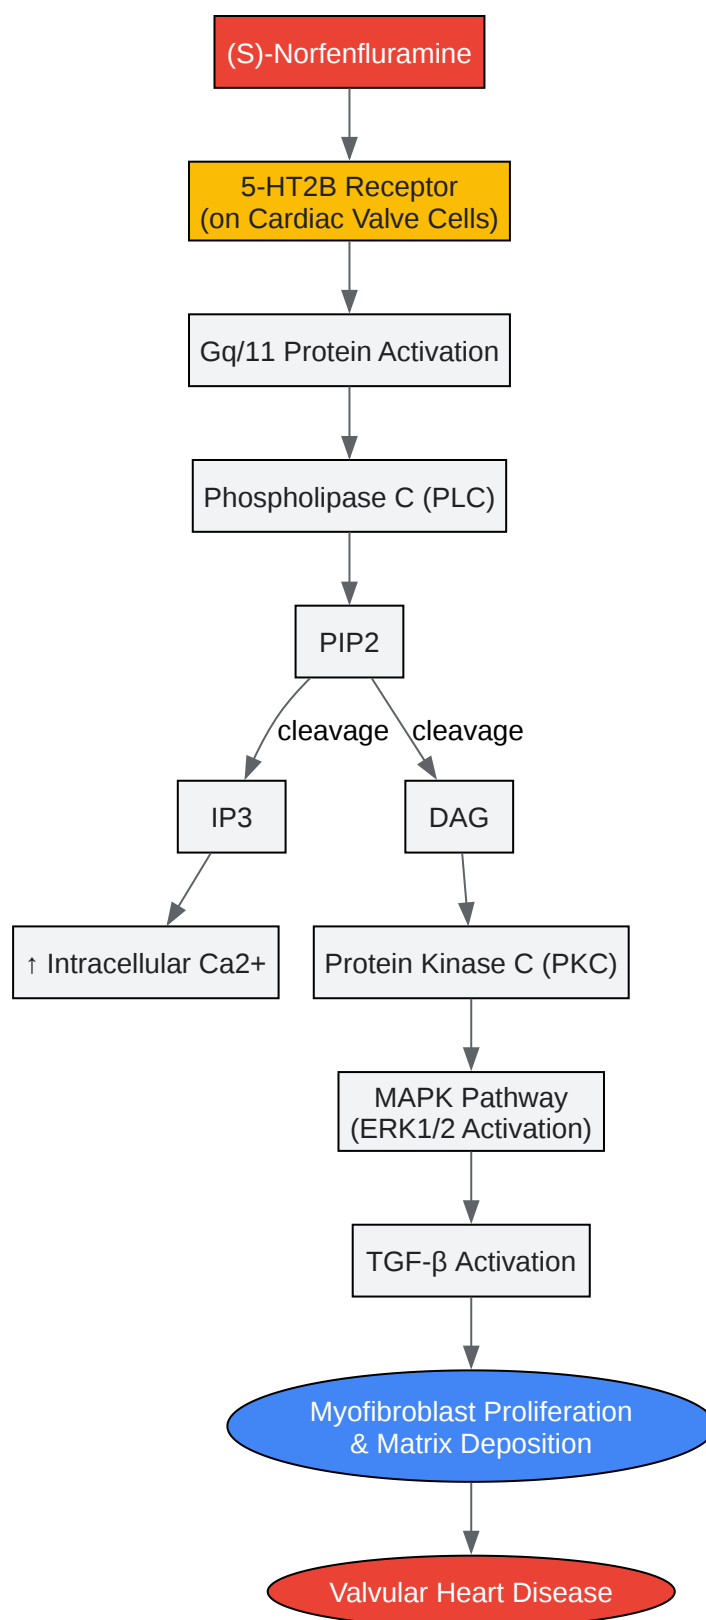 (S)-Norfenfluramine
5-HT2B Receptor
(on Cardiac Valve Cells)
Gq/11 Protein Activation
Phospholipase C (PLC)
PIP2
cleavage
cleavage
IP3
DAG
↑ Intracellular Ca2+
Protein Kinase C (PKC)
MAPK Pathway
(ERK1/2 Activation)
TGF-β Activation
Myofibroblast Proliferation
& Matrix Deposition
Valvular Heart Disease